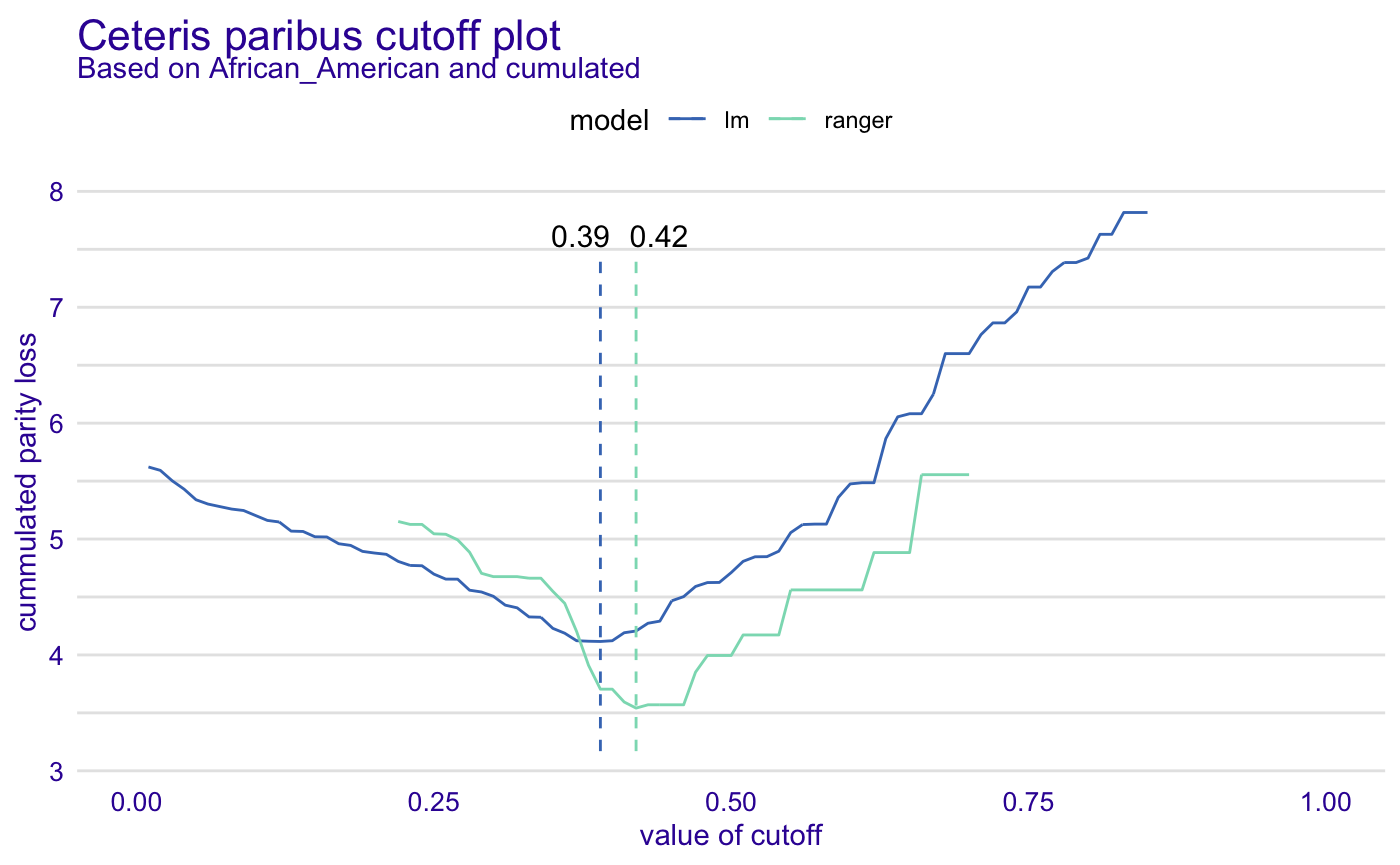 Ceteris paribus cutoff plot
Based on African_American and cumulated
model lm ranger
8
0.39 0.42
7
6
5
4
3
cummulated parity loss
0.00 0.25 0.50 0.75 1.00
value of cutoff